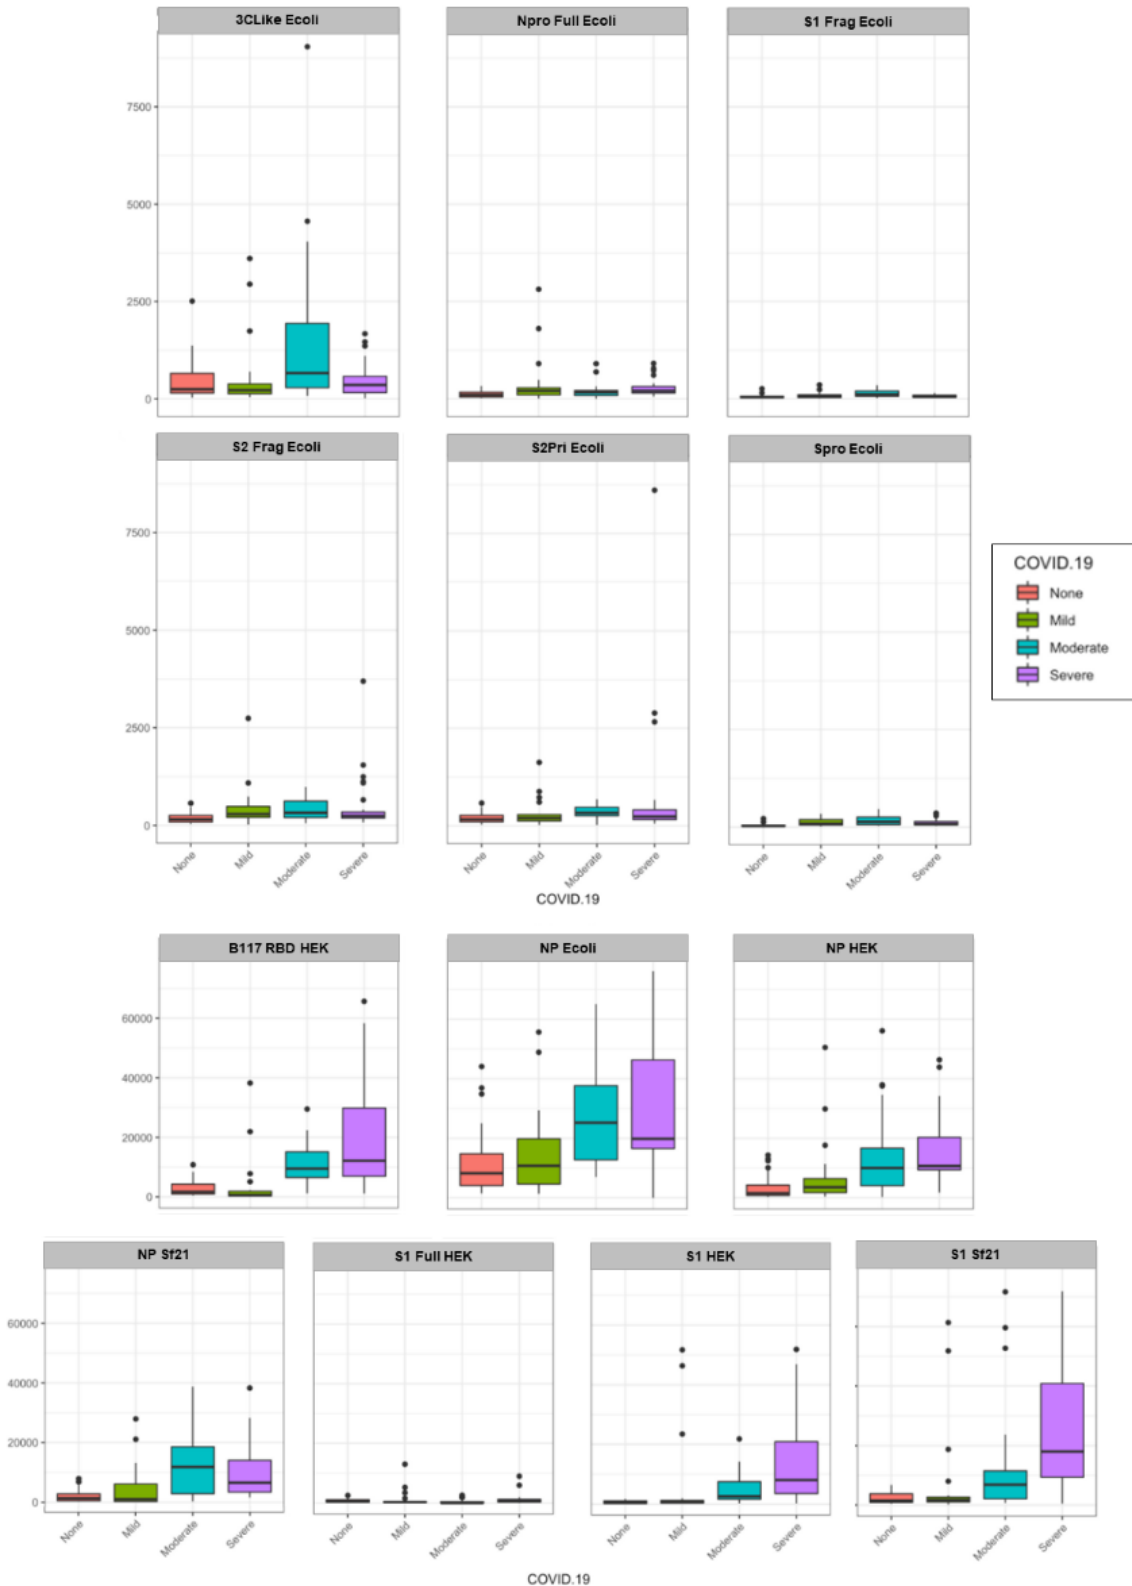 3CLike Ecoli
Npro Full Ecoli
S1 Frag Ecoli
7500
5000
2500
0
S2 Frag Ecoli
S2Pri Ecoli
Spro Ecoli
7500
5000
2500
0
None
Mild
Moderate
Severe
None
Mild
Moderate
Severe
None
Mild
Moderate
Severe
COVID.19
COVID.19
None
Mild
Moderate
Severe
B117 RBD HEK
NP Ecoli
NP HEK
60000
40000
20000
0
NP Sf21
S1 Full HEK
S1 HEK
S1 Sf21
60000
40000
20000
0
None
Mild
Moderate
Severe
None
Mild
Moderate
Severe
None
Mild
Moderate
Severe
None
Mild
Moderate
Severe
COVID.19